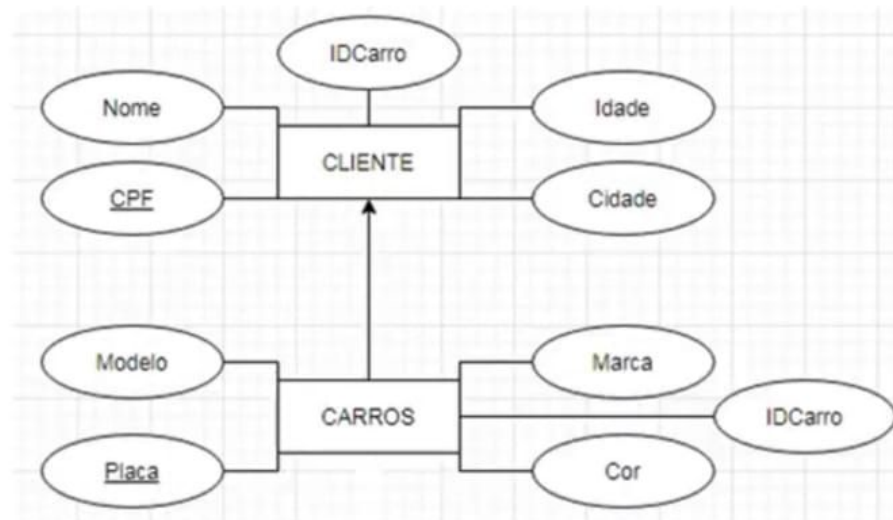 IDCarro
Nome
Idade
CLIENTE
CPF
Cidade
Modelo
Marca
CARROS
IDCarro
Placa
Cor